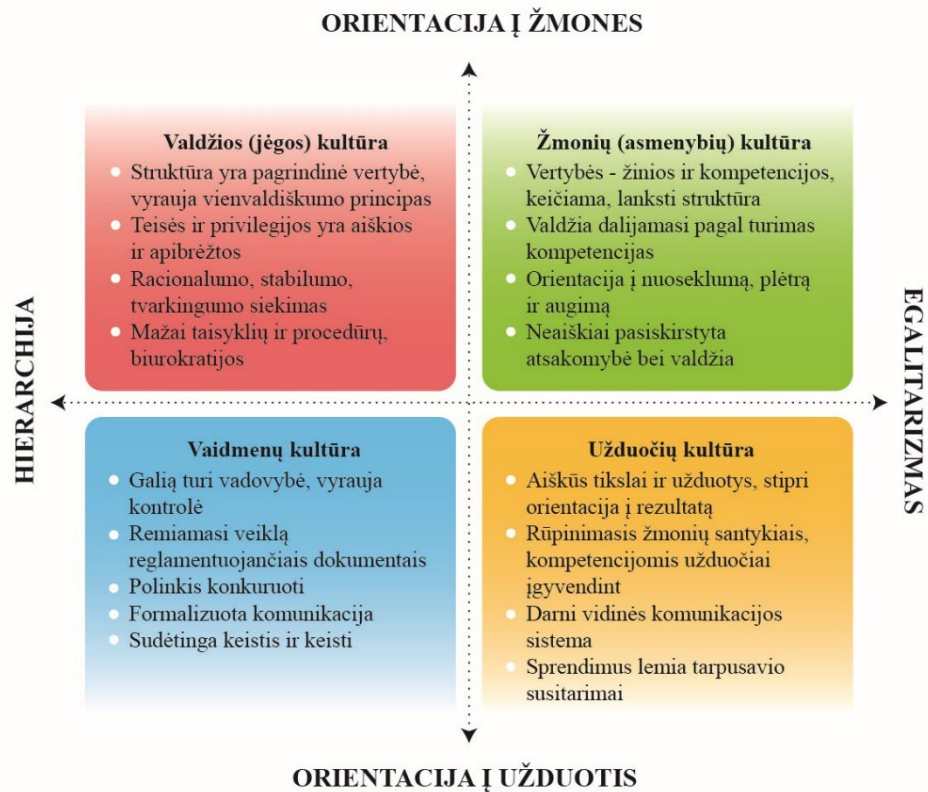 ORIENTACIJA Į ŽMONES
Valdžios (jėgos) kultūra
Struktūra yra pagrindinė vertybė,
vyrauja vienvaldiškumo principas
Teisės ir privilegijos yra aiškios
ir apibrėžtos
Racionalumo, stabilumo,
tvarkingumo siekimas
Mažai taisyklių ir procedūrų,
biurokratijos
Žmonių (asmenybių) kultūra
Vertybės - žinios ir kompetencijos,
keičiama, lanksti struktūra
Valdžia dalijamasi pagal turimas
kompetencijas
Orientacija į nuoseklumą, plėtrą
ir augimą
Neaiškiai pasiskirstyta
atsakomybė bei valdžia
HIERARCHIJA
EGALITARIZMAS
Vaidmenų kultūra
Galią turi vadovybė, vyrauja
kontrolė
Remiamasi veiklą
reglamentuojančiais dokumentais
Polinkis konkuruoti
Formalizuota komunikacija
Sudėtinga keistis ir keisti
Užduočių kultūra
Aiškūs tikslai ir užduotys, stipri
orientacija į rezultatą
Rūpinimasis žmonių santykiais,
kompetencijomis užduočiai
įgyvendint
Darni vidinės komunikacijos
sistema
Sprendimus lemia tarpusavio
susitarimai
ORIENTACIJA Į UŽDUOTIS